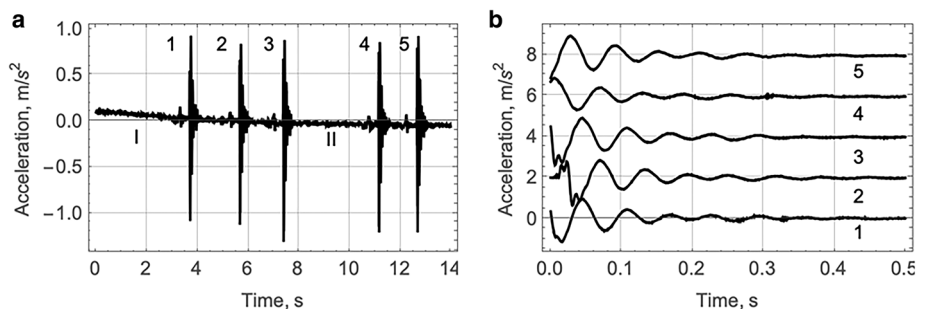 a
Acceleration, m/s²
1.0
0.5
0.0
−0.5
−1.0
1 2 3 4 5
I
II
0 2 4 6 8 10 12 14
Time, s
b
Acceleration, m/s²
8
6
4
2
0
5
4
3
2
1
0.0 0.1 0.2 0.3 0.4 0.5
Time, s